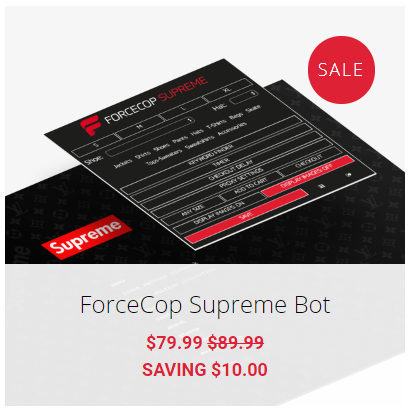 SALE
FORCECOP SUPREME
S M L XL
Shoe: Hat:
Jackets Shirts Shoes Pants Hats T-Shirts Bags Skate
Tops-Sweaters Sweatshirts Accessories
KEYWORD FINDER
TIMER
CHECKOUT DELAY
PROXY SETTINGS
ANY SIZE ADD TO CART CHECKOUT
DISPLAY IMAGES ON DISPLAY IMAGES OFF
SAVE
Supreme
ForceCop Supreme Bot
$79.99 $89.99
SAVING $10.00